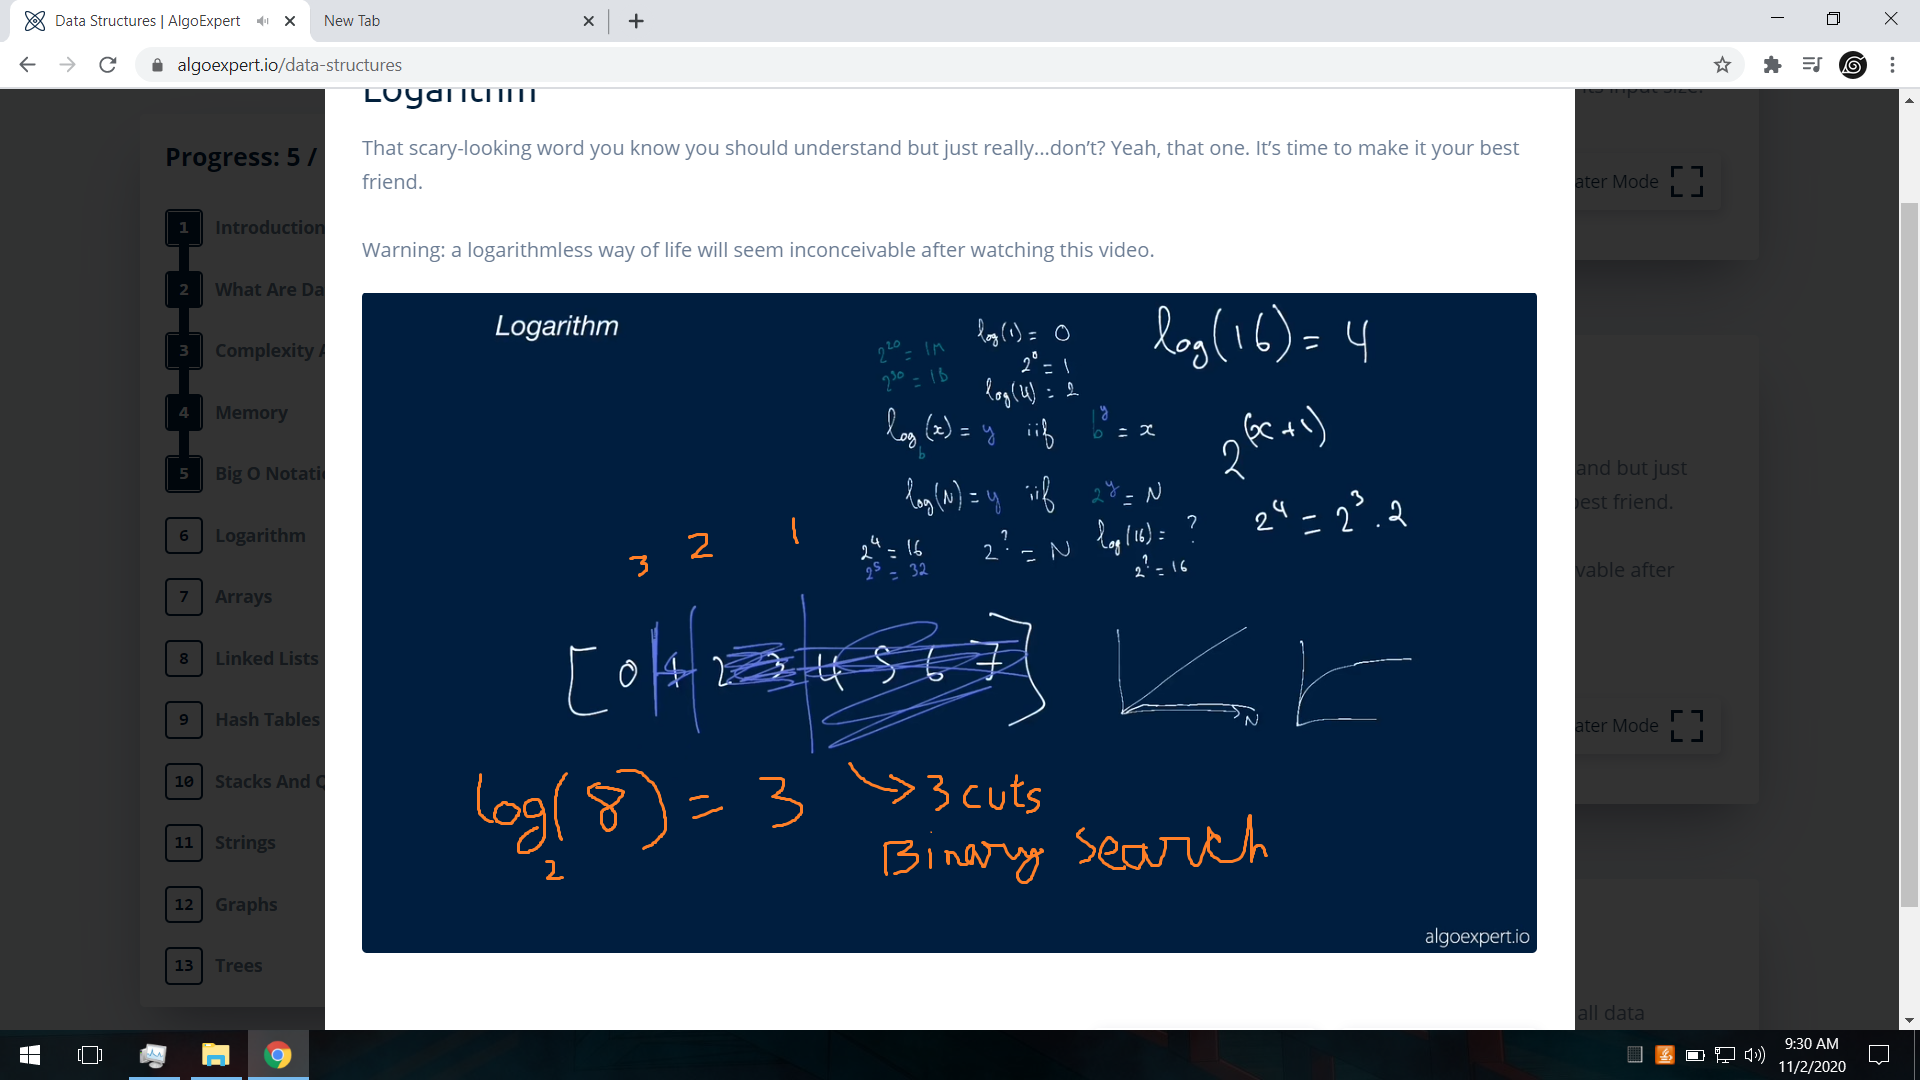 Data Structures | AlgoExpert
New Tab
algoexpert.io/data-structures
Logarithm
That scary-looking word you know you should understand but just really...don't? Yeah, that one. It's time to make it your best
friend.
Warning: a logarithmless way of life will seem inconceivable after watching this video.
Progress: 5 /
1 Introduction
2 What Are Da
3 Complexity A
4 Memory
5 Big O Notati
6 Logarithm
7 Arrays
8 Linked Lists
9 Hash Tables
10 Stacks And Q
11 Strings
12 Graphs
13 Trees
Logarithm
log(1) = 0
2^20 = 1M
2^0 = 1
2^30 = 1B
log(4) = 2
log(16) = 4
log_b(x) = y iif b^y = x
2^(x+1)
log(N) = y iif 2^y = N
2^4 = 2^3 . 2
2^4 = 16
2^5 = 32
2^? = N
log(16) = ?
2^? = 16
3 2 1
[0 1 2 3 4 5 6 7]
N
log_2(8) = 3
3 cuts
Binary search
algoexpert.io
its input size.
ater Mode
and but just
best friend.
vable after
ater Mode
all data
9:30 AM
11/2/2020